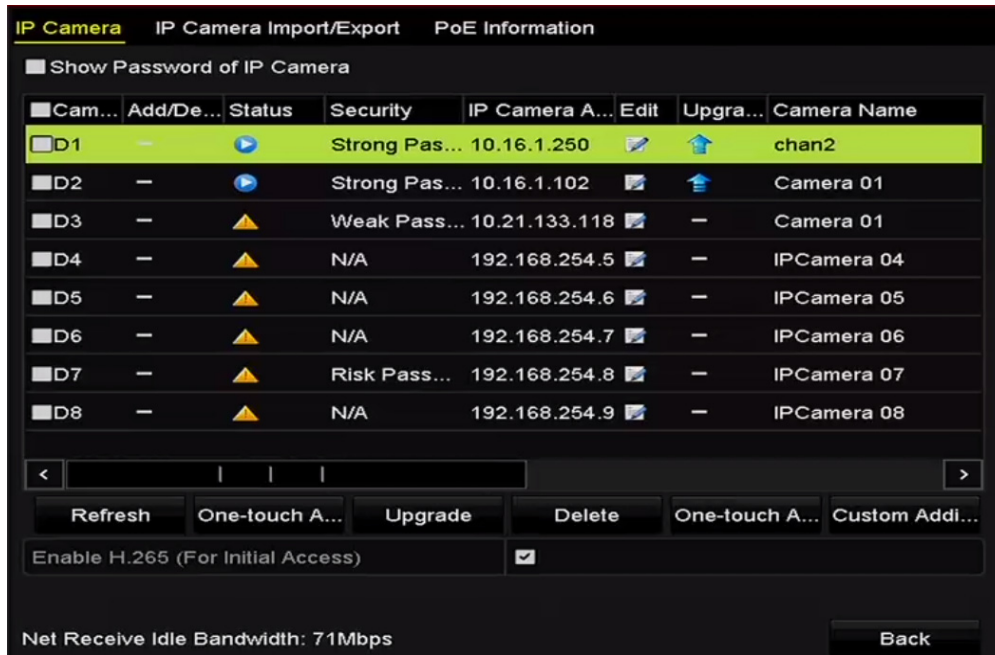 IP Camera IP Camera Import/Export PoE Information
Show Password of IP Camera
Cam... Add/De... Status Security IP Camera A... Edit Upgra... Camera Name
D1 – Strong Pas... 10.16.1.250 chan2
D2 – Strong Pas... 10.16.1.102 Camera 01
D3 – Weak Pass... 10.21.133.118 – Camera 01
D4 – N/A 192.168.254.5 – IPCamera 04
D5 – N/A 192.168.254.6 – IPCamera 05
D6 – N/A 192.168.254.7 – IPCamera 06
D7 – Risk Pass... 192.168.254.8 – IPCamera 07
D8 – N/A 192.168.254.9 – IPCamera 08
< >
Refresh One-touch A... Upgrade Delete One-touch A... Custom Addi...
Enable H.265 (For Initial Access)
Net Receive Idle Bandwidth: 71Mbps Back